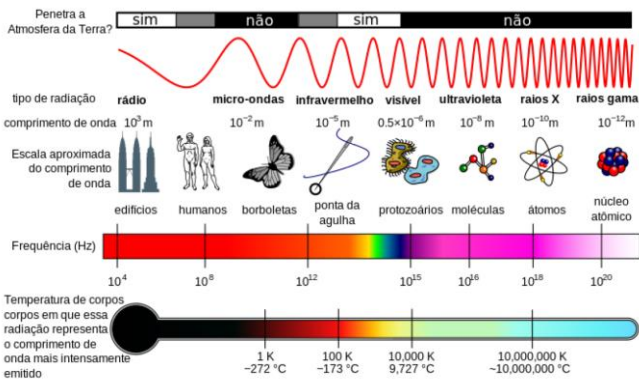 Penetra a
Atmosfera da Terra?
sim
não
sim
não
tipo de radiação
rádio
micro-ondas
infravermelho
visível
ultravioleta
raios X
raios gama
comprimento de onda
10³ m
10⁻² m
10⁻⁵ m
0.5×10⁻⁶ m
10⁻⁸ m
10⁻¹⁰ m
10⁻¹² m
Escala aproximada
do comprimento
de onda
edifícios
humanos
borboletas
ponta da
agulha
protozoários
moléculas
átomos
núcleo
atômico
Frequência (Hz)
10⁴
10⁸
10¹²
10¹⁵
10¹⁶
10¹⁸
10²⁰
Temperatura de corpos
corpos em que essa
radiação representa
o comprimento de
onda mais intensamente
emitido
1 K
−272 °C
100 K
−173 °C
10,000 K
9,727 °C
10,000,000 K
~10,000,000 °C